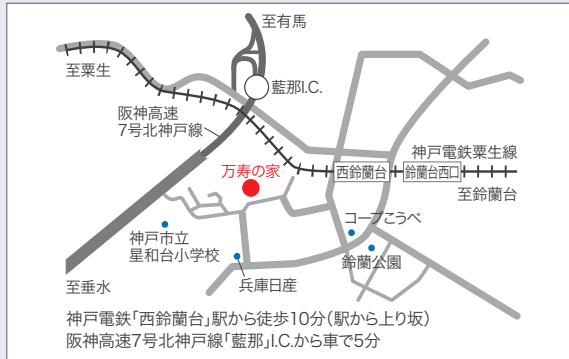 至有馬
至粟生
藍那I.C.
阪神高速
7号北神戸線
神戸電鉄粟生線
万寿の家
西鈴蘭台
鈴蘭台西口
至鈴蘭台
コープこうべ
神戸市立
星和台小学校
鈴蘭公園
兵庫日産
至垂水
神戸電鉄「西鈴蘭台」駅から徒歩10分(駅から上り坂)
阪神高速7号北神戸線「藍那」I.C.から車で5分